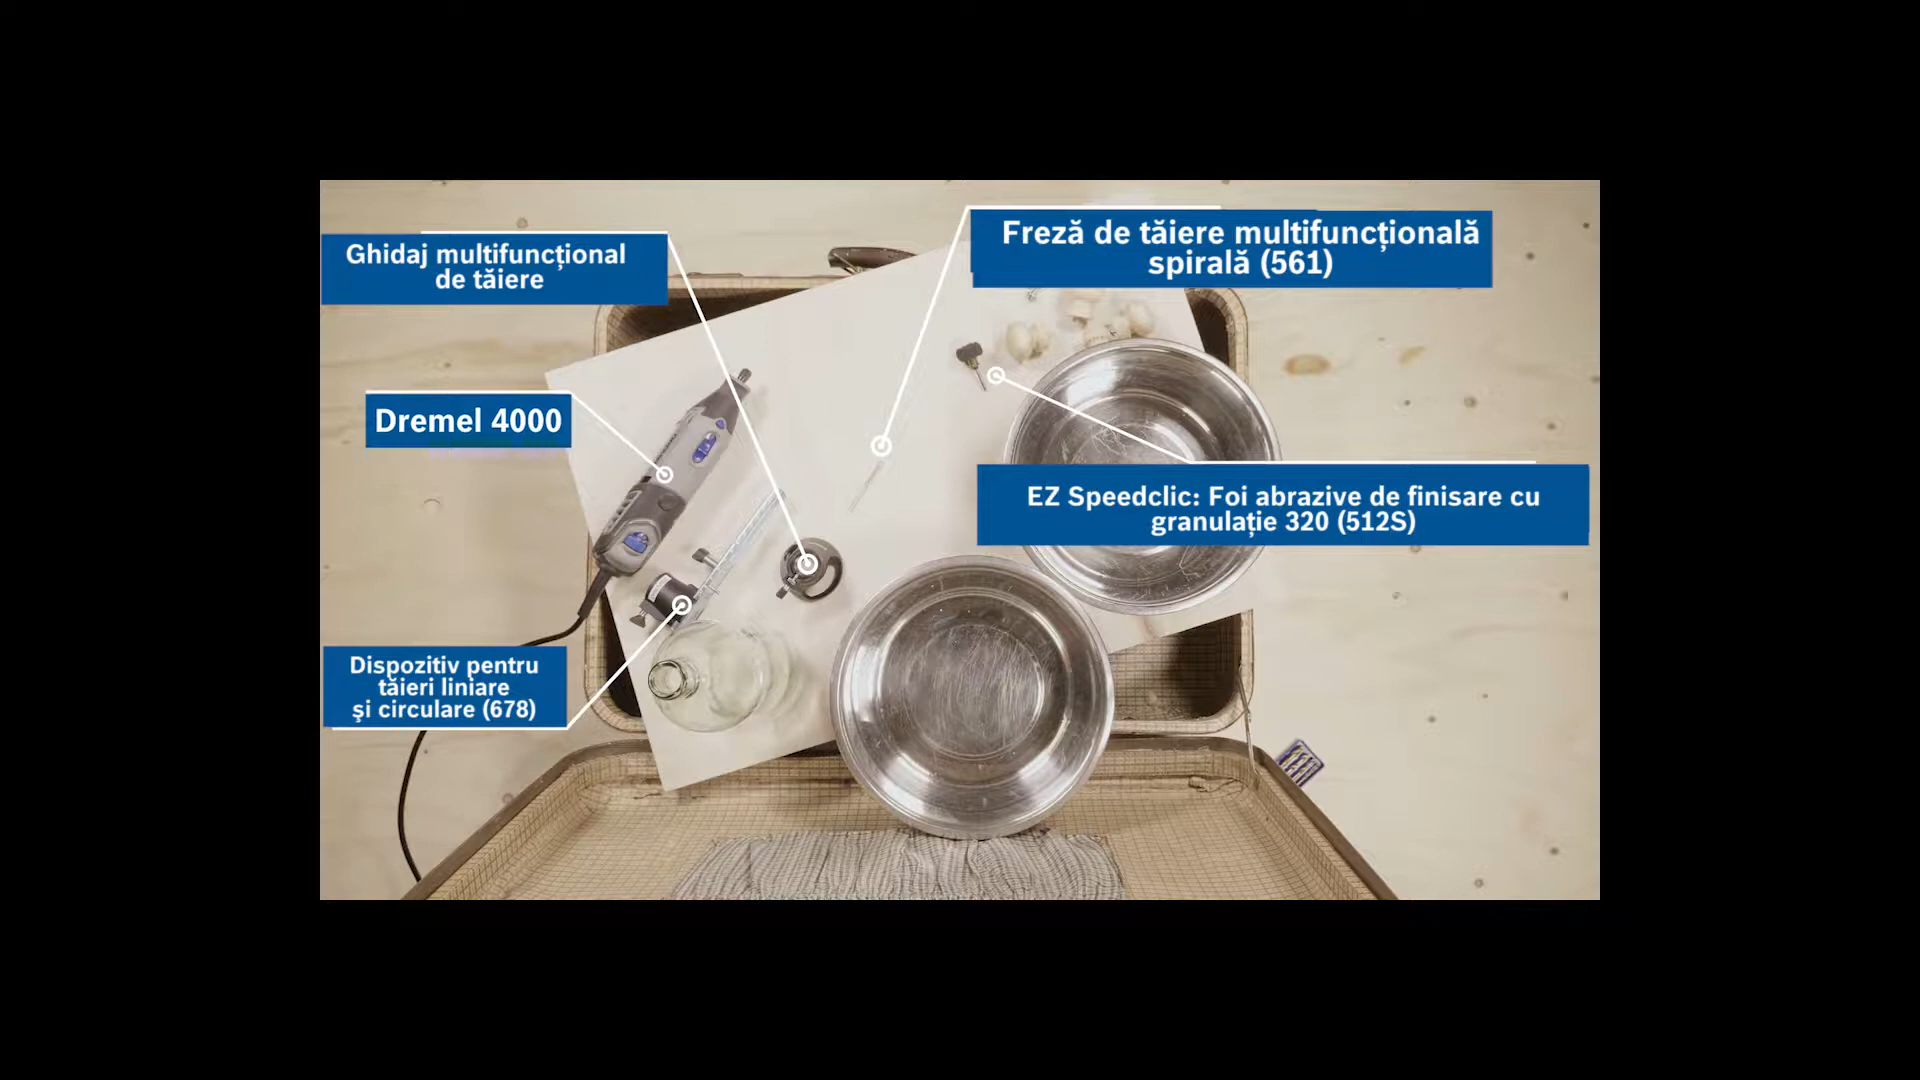 Ghidaj multifuncțional
de tăiere
Freză de tăiere multifuncțională
spirală (561)
Dremel 4000
EZ Speedclic: Foi abrazive de finisare cu
granulație 320 (512S)
Dispozitiv pentru
tăieri liniare
și circulare (678)